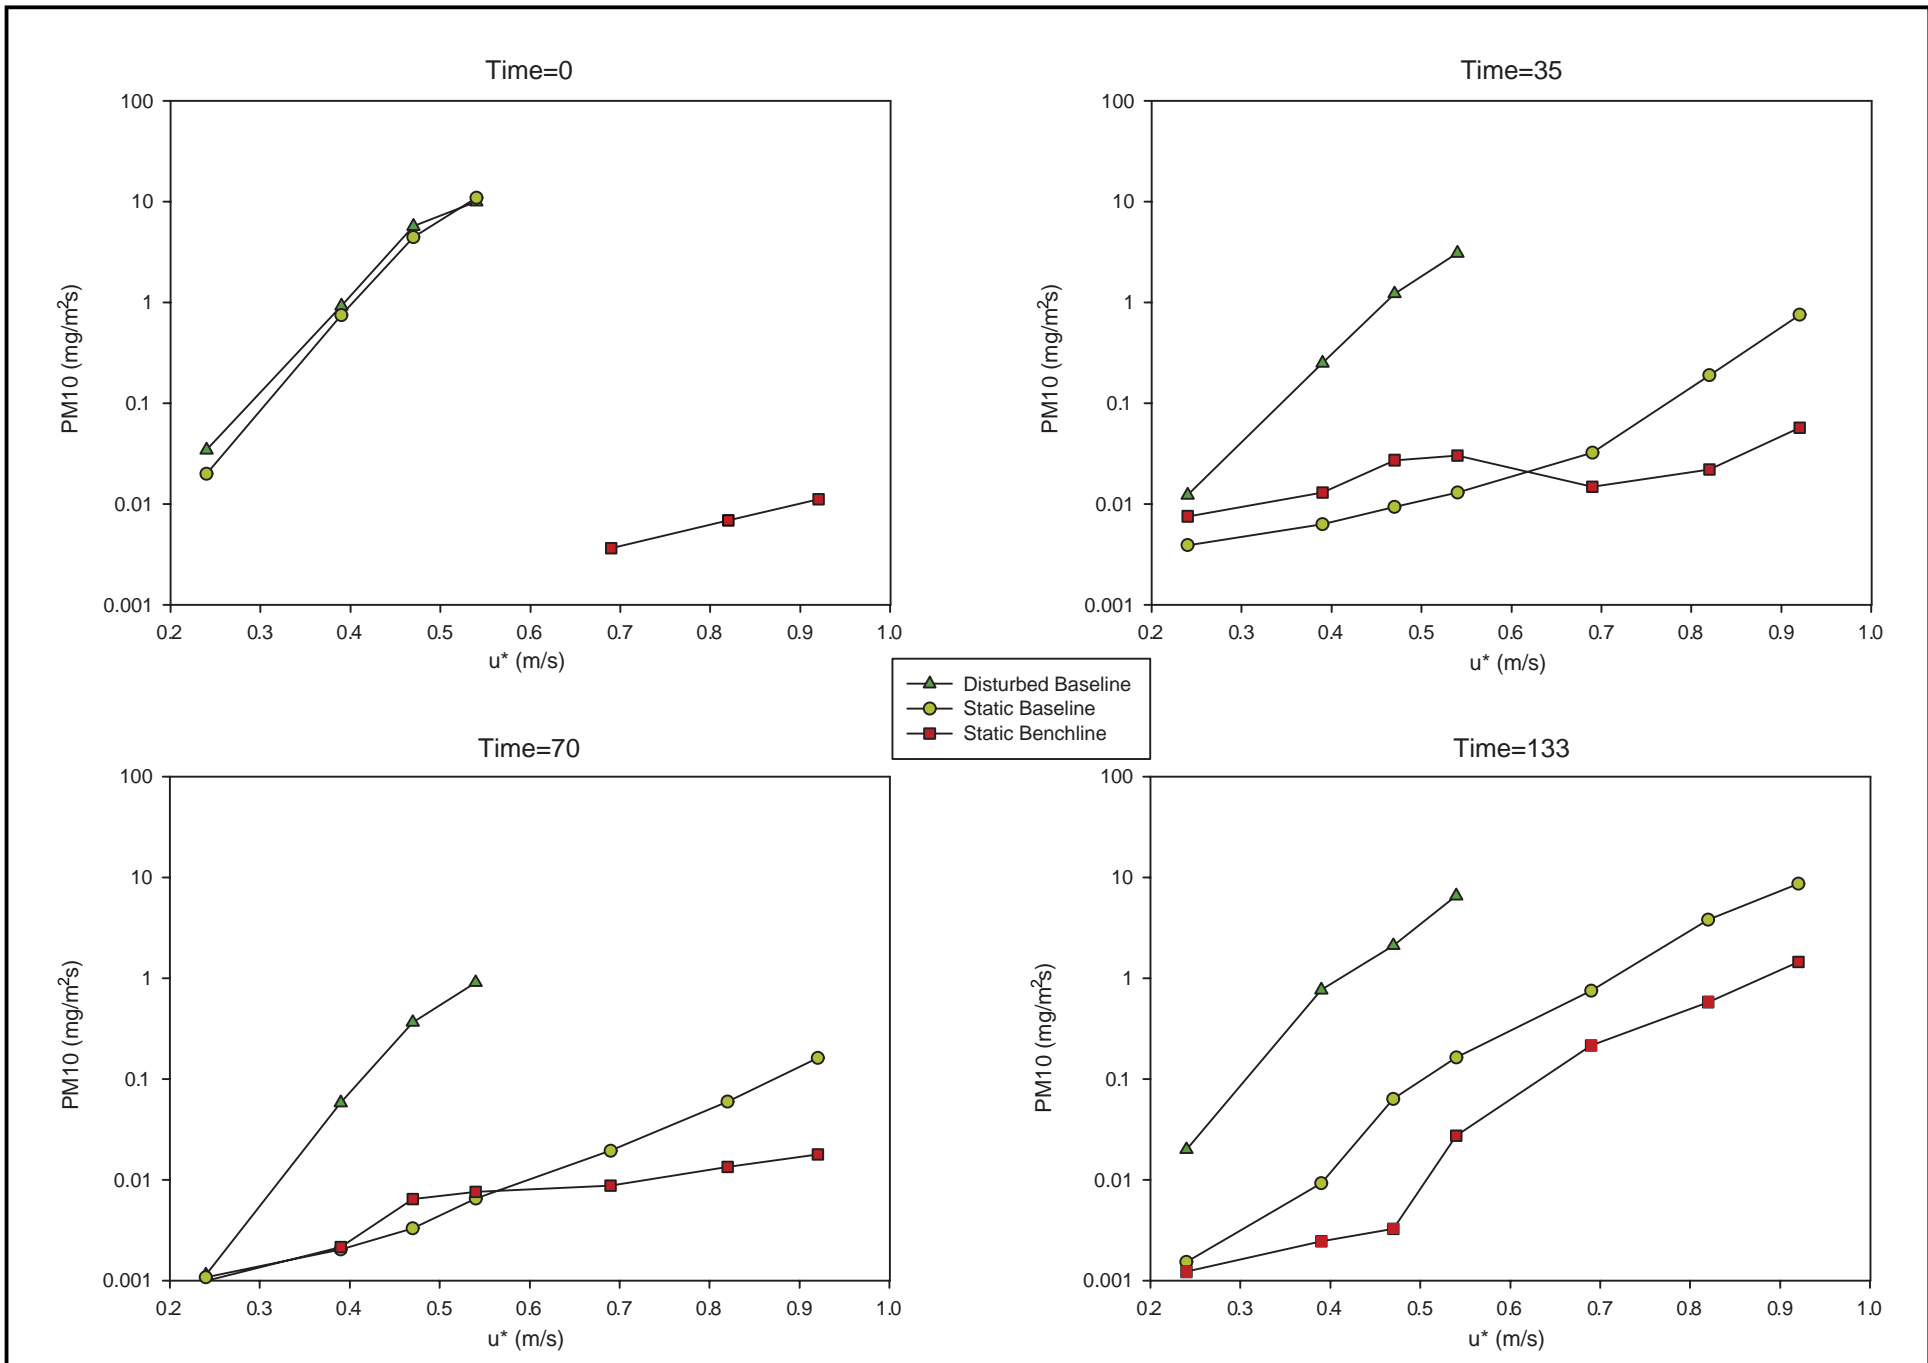 Time=0
100
10
1
0.1
0.01
0.001
PM10 (mg/m²s)
0.2 0.3 0.4 0.5 0.6 0.7 0.8 0.9 1.0
u* (m/s)
Time=35
100
10
1
0.1
0.01
0.001
PM10 (mg/m²s)
0.2 0.3 0.4 0.5 0.6 0.7 0.8 0.9 1.0
u* (m/s)
Disturbed Baseline
Static Baseline
Static Benchline
Time=70
100
10
1
0.1
0.01
0.001
PM10 (mg/m²s)
0.2 0.3 0.4 0.5 0.6 0.7 0.8 0.9 1.0
u* (m/s)
Time=133
100
10
1
0.1
0.01
0.001
PM10 (mg/m²s)
0.2 0.3 0.4 0.5 0.6 0.7 0.8 0.9 1.0
u* (m/s)